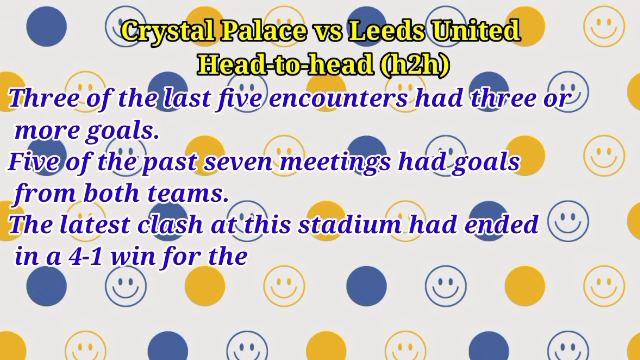 Crystal Palace vs Leeds United
Head-to-head (h2h)
Three of the last five encounters had three or
more goals.
Five of the past seven meetings had goals
from both teams.
The latest clash at this stadium had ended
in a 4-1 win for the